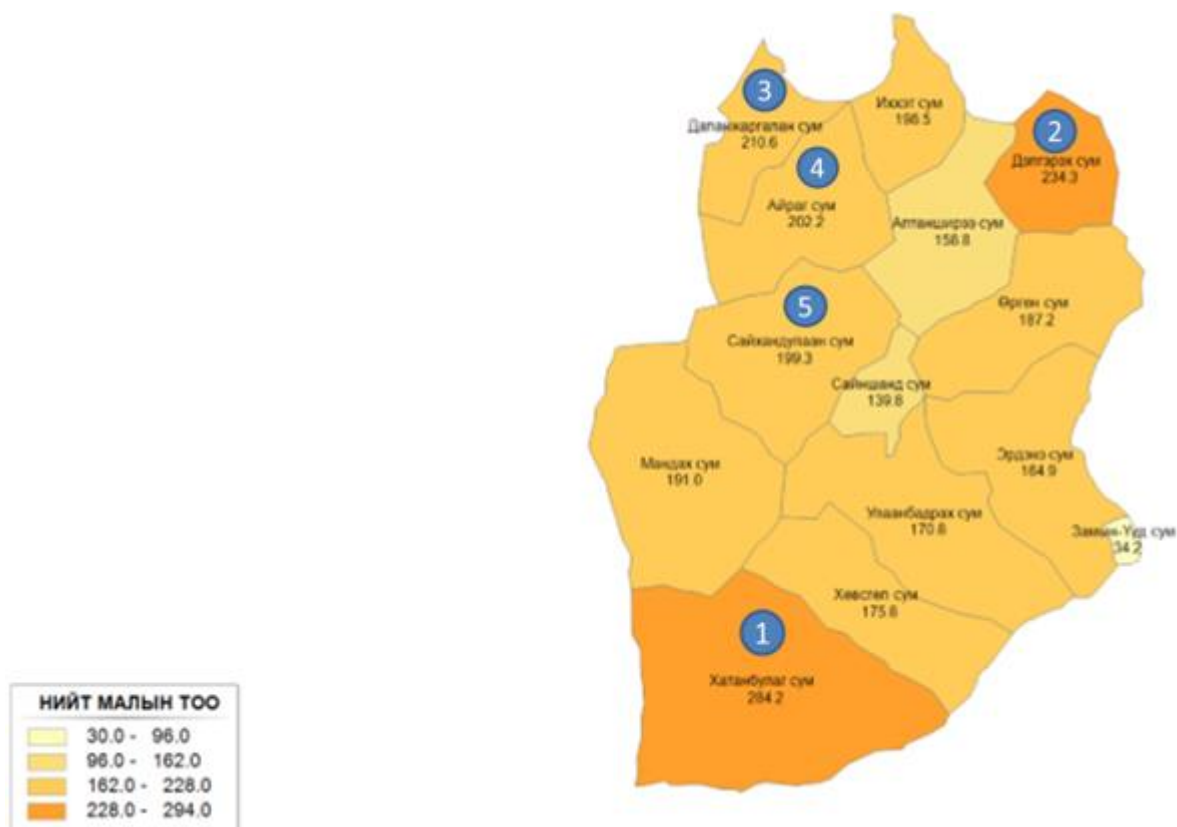 3
Даланжаргалан сум
210.6
4
Айраг сум
202.2
Иххэт сум
196.5
2
Дэлгэрэх сум
234.3
Алтанширээ сум
156.8
5
Сайхандулаан сум
199.3
Өргөн сум
187.2
Сайншанд сум
139.8
Мандах сум
191.0
Эрдэнэ сум
164.9
Улаанбадрах сум
170.8
Замын-Үүд сум
34.2
Хөвсгөл сум
175.8
1
Хатанбулаг сум
284.2
НИЙТ МАЛЫН ТОО
30.0 - 96.0
96.0 - 162.0
162.0 - 228.0
228.0 - 294.0